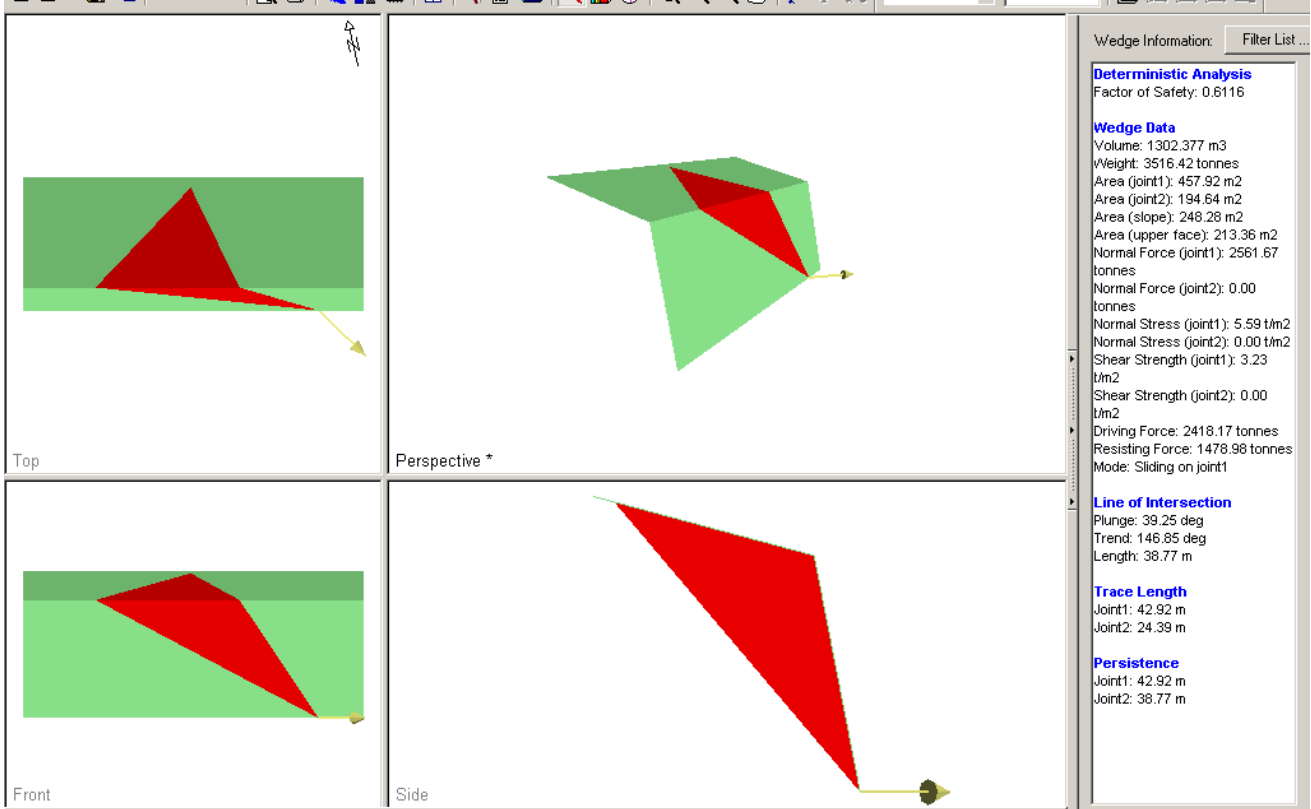 N
Top
Perspective *
Front
Side
Wedge Information:
Filter List ...
Deterministic Analysis
Factor of Safety: 0.6116
Wedge Data
Volume: 1302.377 m3
Weight: 3516.42 tonnes
Area (joint1): 457.92 m2
Area (joint2): 194.64 m2
Area (slope): 248.28 m2
Area (upper face): 213.36 m2
Normal Force (joint1): 2561.67
tonnes
Normal Force (joint2): 0.00
tonnes
Normal Stress (joint1): 5.59 t/m2
Normal Stress (joint2): 0.00 t/m2
Shear Strength (joint1): 3.23
t/m2
Shear Strength (joint2): 0.00
t/m2
Driving Force: 2418.17 tonnes
Resisting Force: 1478.98 tonnes
Mode: Sliding on joint1
Line of Intersection
Plunge: 39.25 deg
Trend: 146.85 deg
Length: 38.77 m
Trace Length
Joint1: 42.92 m
Joint2: 24.39 m
Persistence
Joint1: 42.92 m
Joint2: 38.77 m